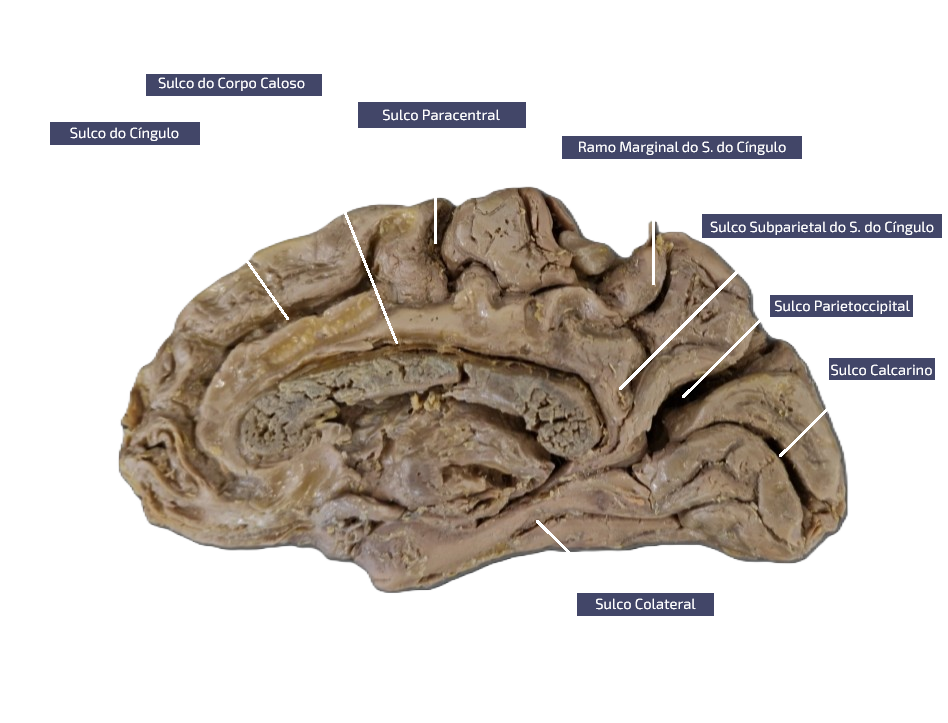 Sulco do Corpo Caloso
Sulco Paracentral
Sulco do Cíngulo
Ramo Marginal do S. do Cíngulo
Sulco Subparietal do S. do Cíngulo
Sulco Parietoccipital
Sulco Calcarino
Sulco Colateral